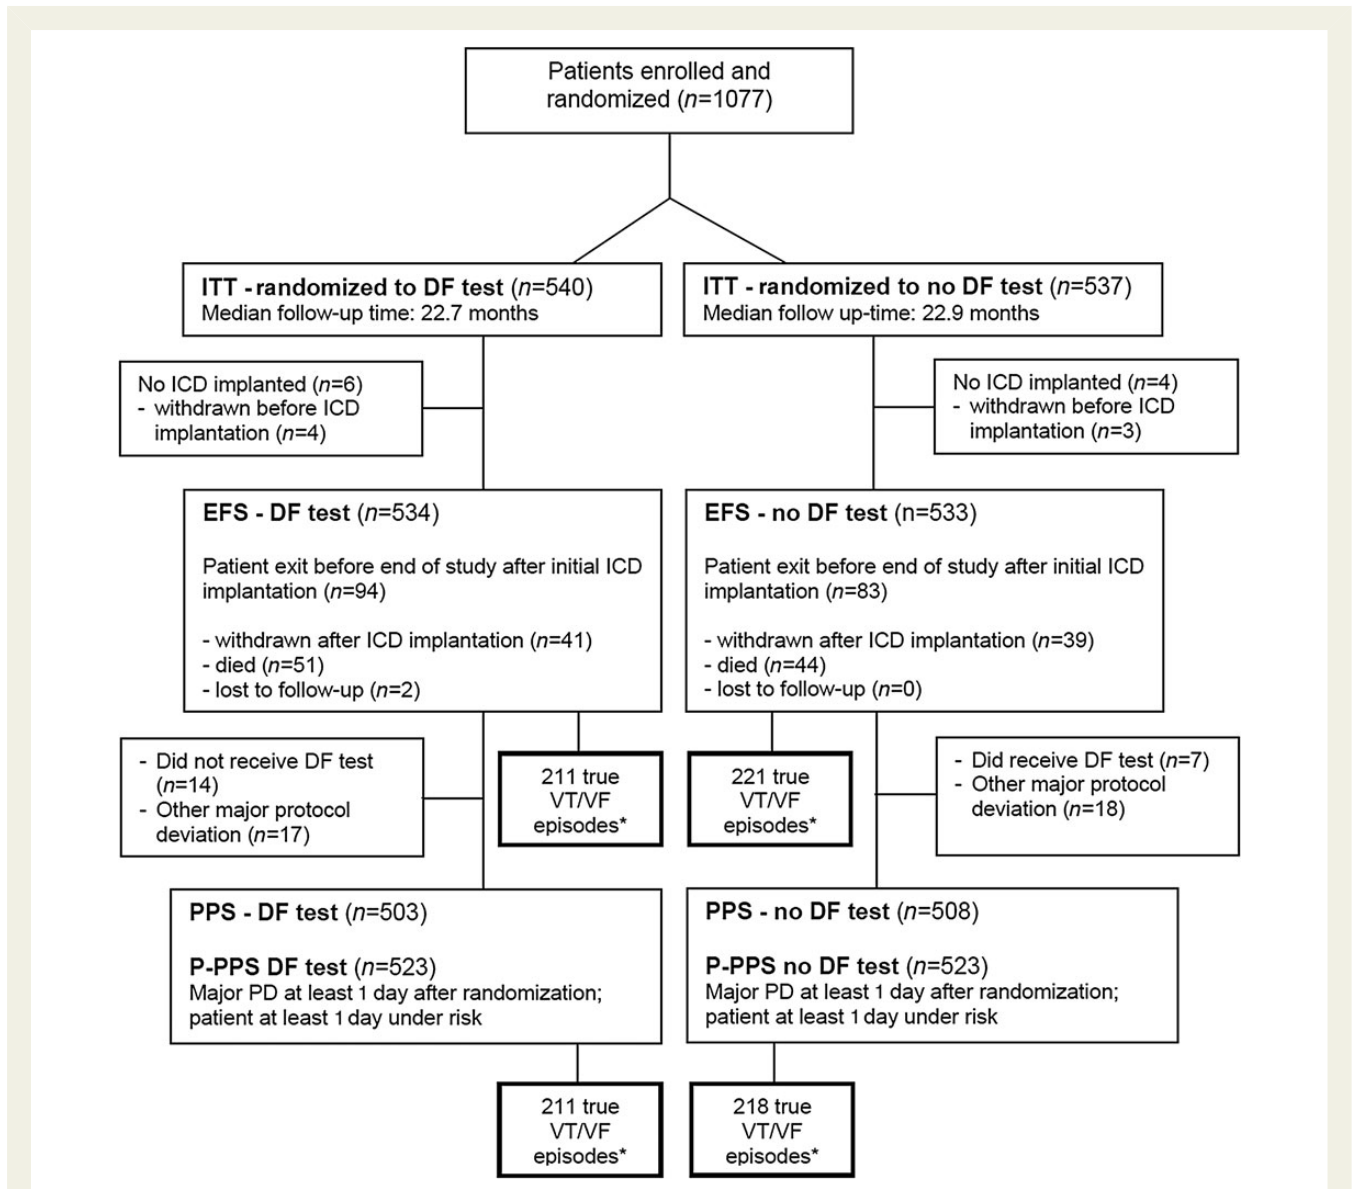 Patients enrolled and
randomized (n=1077)
ITT - randomized to DF test (n=540)
Median follow-up time: 22.7 months
ITT - randomized to no DF test (n=537)
Median follow up-time: 22.9 months
No ICD implanted (n=6)
- withdrawn before ICD
implantation (n=4)
No ICD implanted (n=4)
- withdrawn before ICD
implantation (n=3)
EFS - DF test (n=534)
Patient exit before end of study after initial ICD
implantation (n=94)
- withdrawn after ICD implantation (n=41)
- died (n=51)
- lost to follow-up (n=2)
EFS - no DF test (n=533)
Patient exit before end of study after initial ICD
implantation (n=83)
- withdrawn after ICD implantation (n=39)
- died (n=44)
- lost to follow-up (n=0)
- Did not receive DF test
(n=14)
- Other major protocol
deviation (n=17)
211 true
VT/VF
episodes*
221 true
VT/VF
episodes*
- Did receive DF test (n=7)
- Other major protocol
deviation (n=18)
PPS - DF test (n=503)
P-PPS DF test (n=523)
Major PD at least 1 day after randomization;
patient at least 1 day under risk
PPS - no DF test (n=508)
P-PPS no DF test (n=523)
Major PD at least 1 day after randomization;
patient at least 1 day under risk
211 true
VT/VF
episodes*
218 true
VT/VF
episodes*